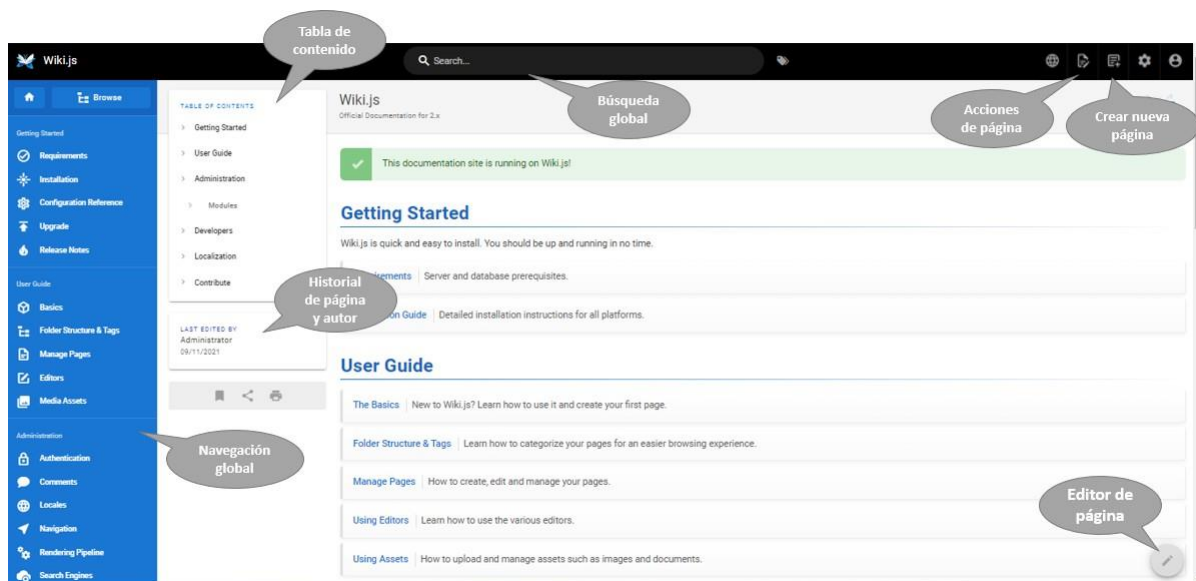 Tabla de
contenido
Wiki.js
Search...
Búsqueda
global
Acciones
de página
Crear nueva
página
Browse
Getting Started
Requirements
Installation
Configuration Reference
Upgrade
Release Notes
User Guide
Basics
Folder Structure & Tags
Manage Pages
Editors
Media Assets
Administration
Authentication
Comments
Locales
Navigation
Rendering Pipeline
Search Engines
TABLE OF CONTENTS
Getting Started
User Guide
Administration
Modules
Developers
Localization
Contribute
Historial
de página
y autor
LAST EDITED BY
Administrator
09/11/2021
Navegación
global
Wiki.js
Official Documentation for 2.x
This documentation site is running on Wiki.js!
Getting Started
Wiki.js is quick and easy to install. You should be up and running in no time.
Server and database prerequisites.
Guide Detailed installation instructions for all platforms.
User Guide
The Basics New to Wiki.js? Learn how to use it and create your first page.
Folder Structure & Tags Learn how to categorize your pages for an easier browsing experience.
Manage Pages How to create, edit and manage your pages.
Using Editors Learn how to use the various editors.
Using Assets How to upload and manage assets such as images and documents.
Editor de
página